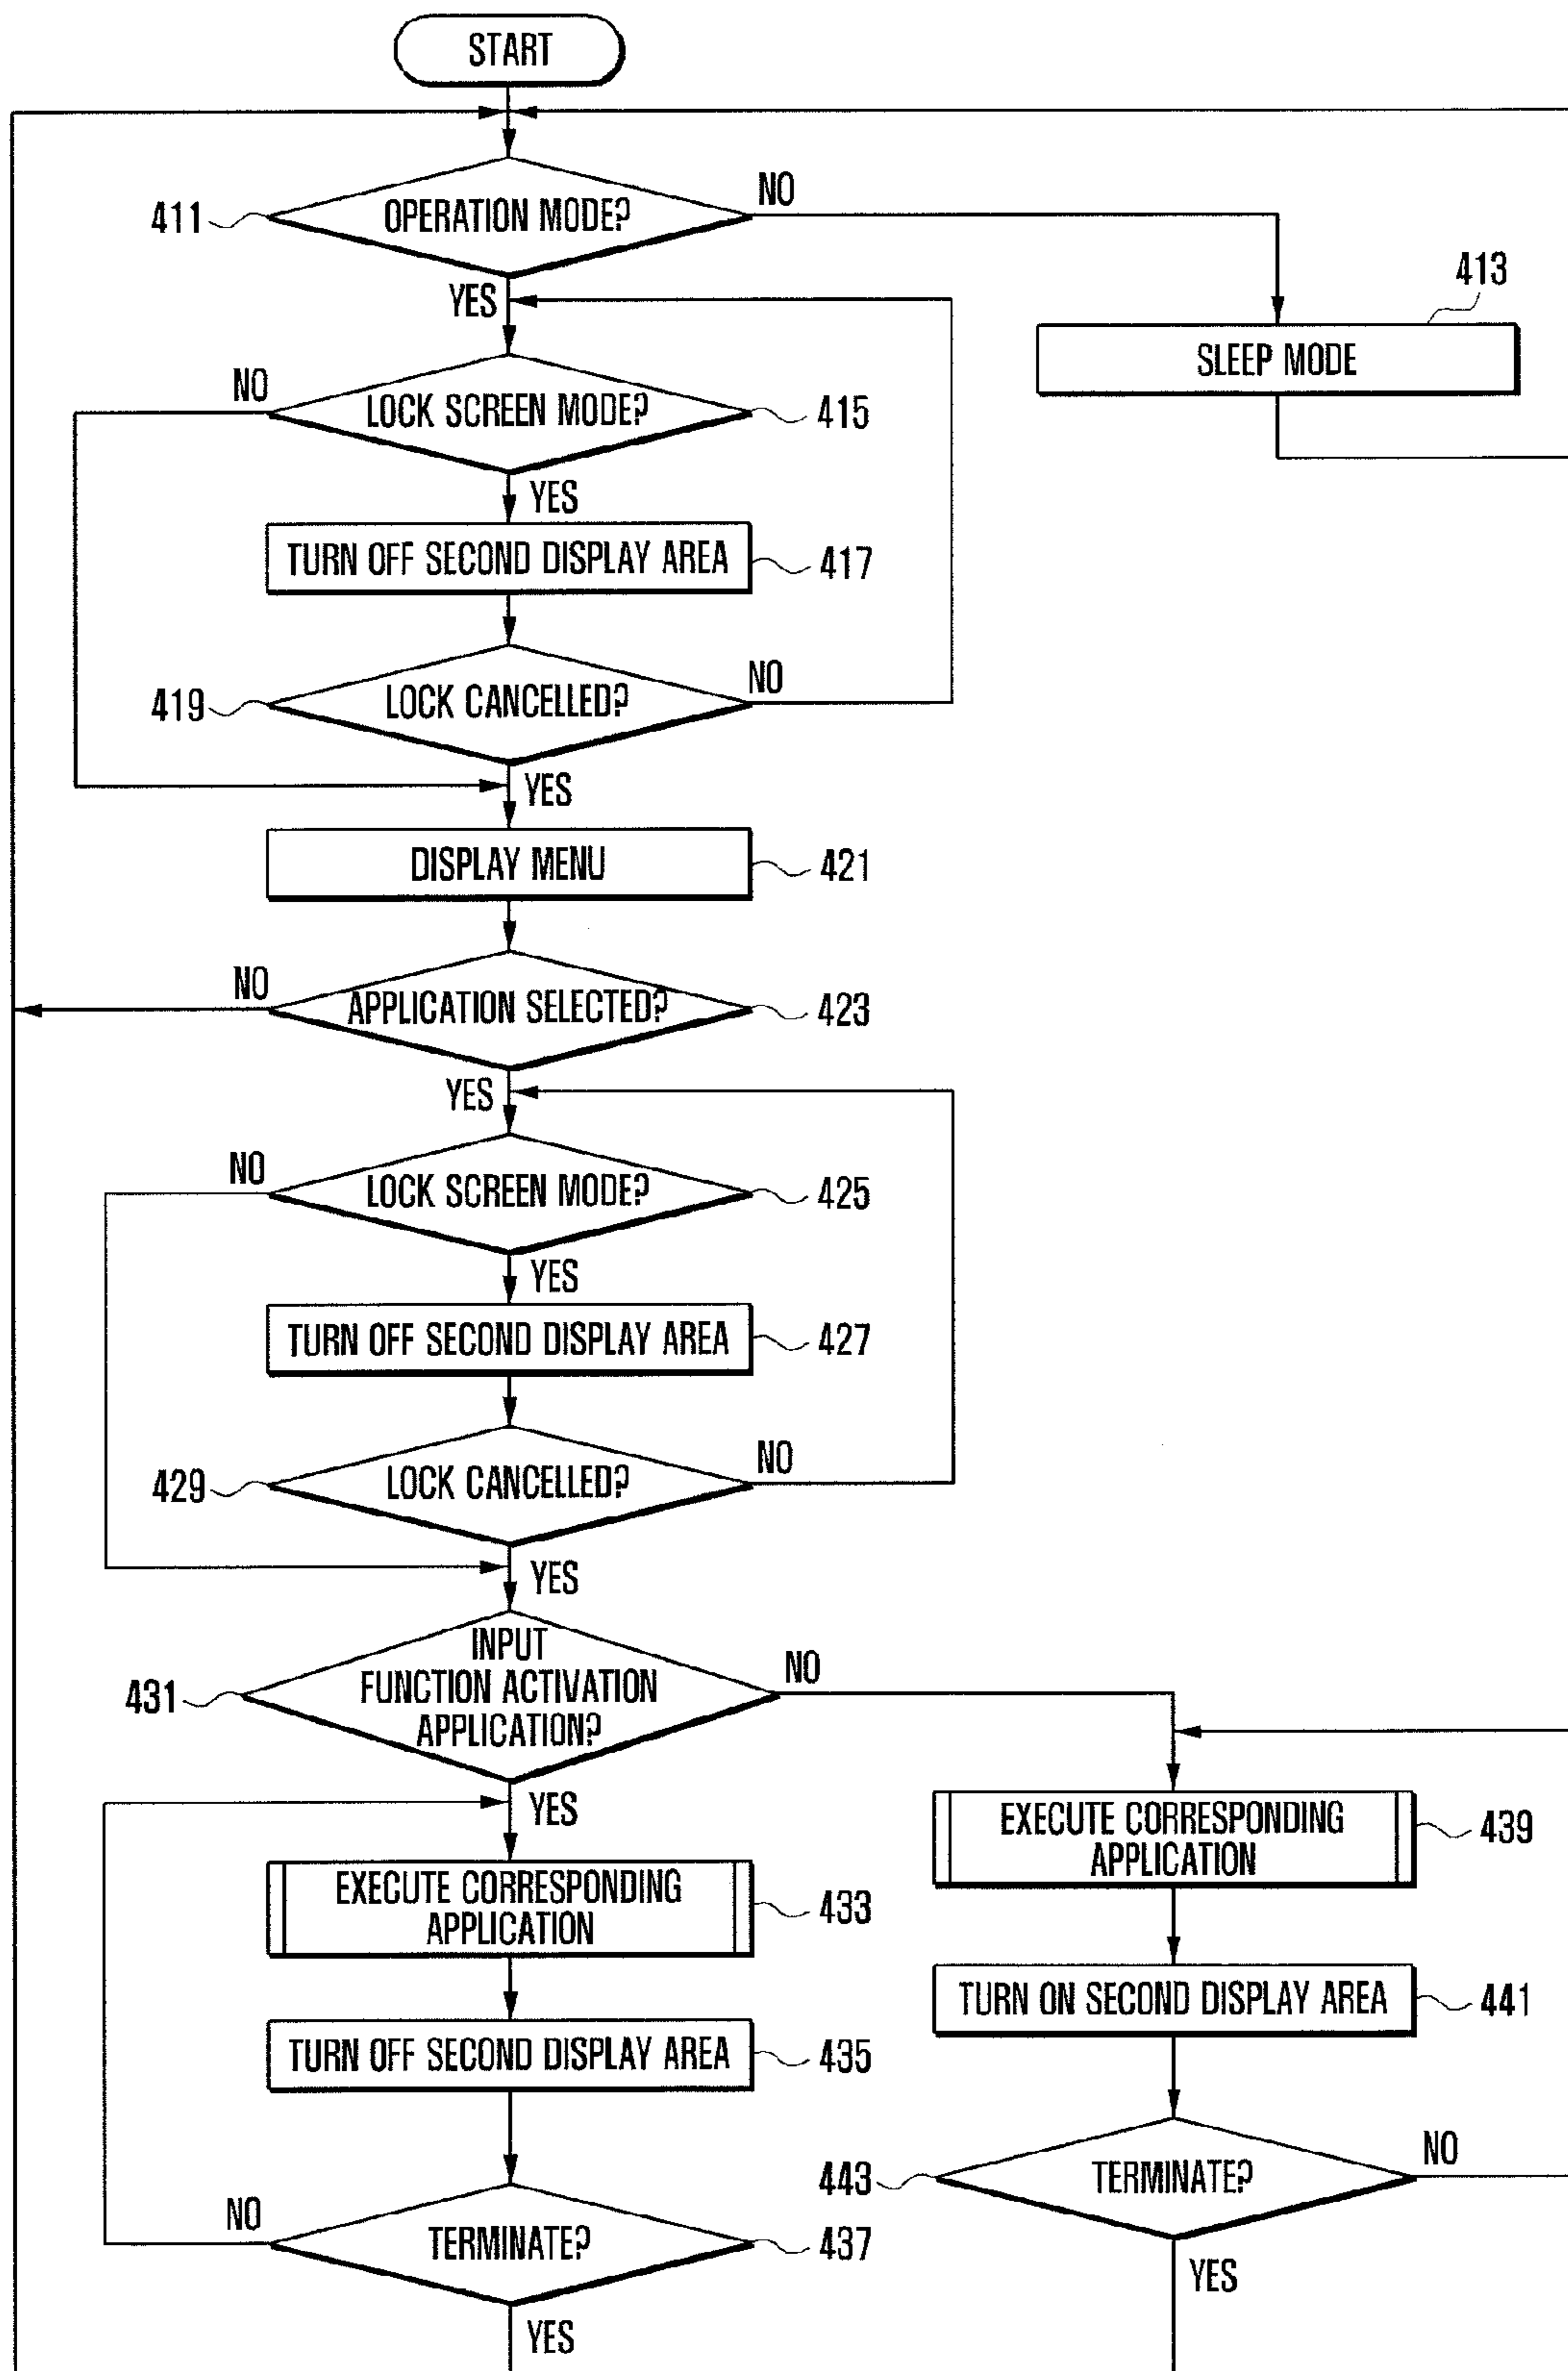 START
411
OPERATION MODE?
NO
YES
413
SLEEP MODE
NO
LOCK SCREEN MODE?
415
YES
TURN OFF SECOND DISPLAY AREA
417
419
LOCK CANCELLED?
NO
YES
DISPLAY MENU
421
NO
APPLICATION SELECTED?
423
YES
NO
LOCK SCREEN MODE?
425
YES
TURN OFF SECOND DISPLAY AREA
427
429
LOCK CANCELLED?
NO
YES
431
INPUT
FUNCTION ACTIVATION
APPLICATION?
NO
YES
EXECUTE CORRESPONDING
APPLICATION
433
TURN OFF SECOND DISPLAY AREA
435
NO
TERMINATE?
437
YES
EXECUTE CORRESPONDING
APPLICATION
439
TURN ON SECOND DISPLAY AREA
441
443
TERMINATE?
NO
YES